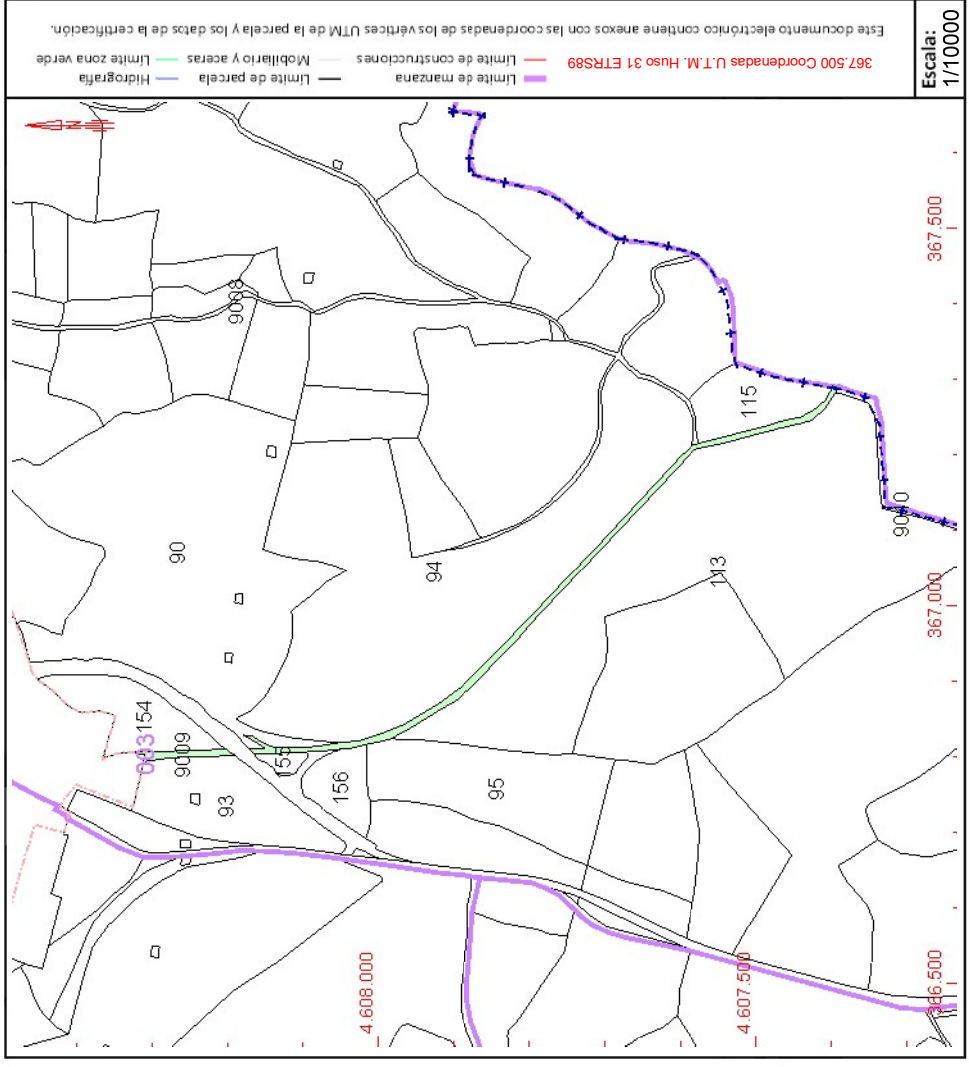 Este documento electrónico contiene anexos con las coordenadas de los vértices UTM de la parcela y los datos de la certificación.
367.500 Coordenadas U.T.M. Huso 31 ETRS89
Límite de manzana
Límite de parcela
Hidrografía
Límite de construcciones
Mobiliario y aceras
Límite zona verde
Escala:
1/10000
N
9008
90
94
154
003
9009
93
155
156
95
113
115
4.608.000
4.607.500
367.500
367.000
366.500